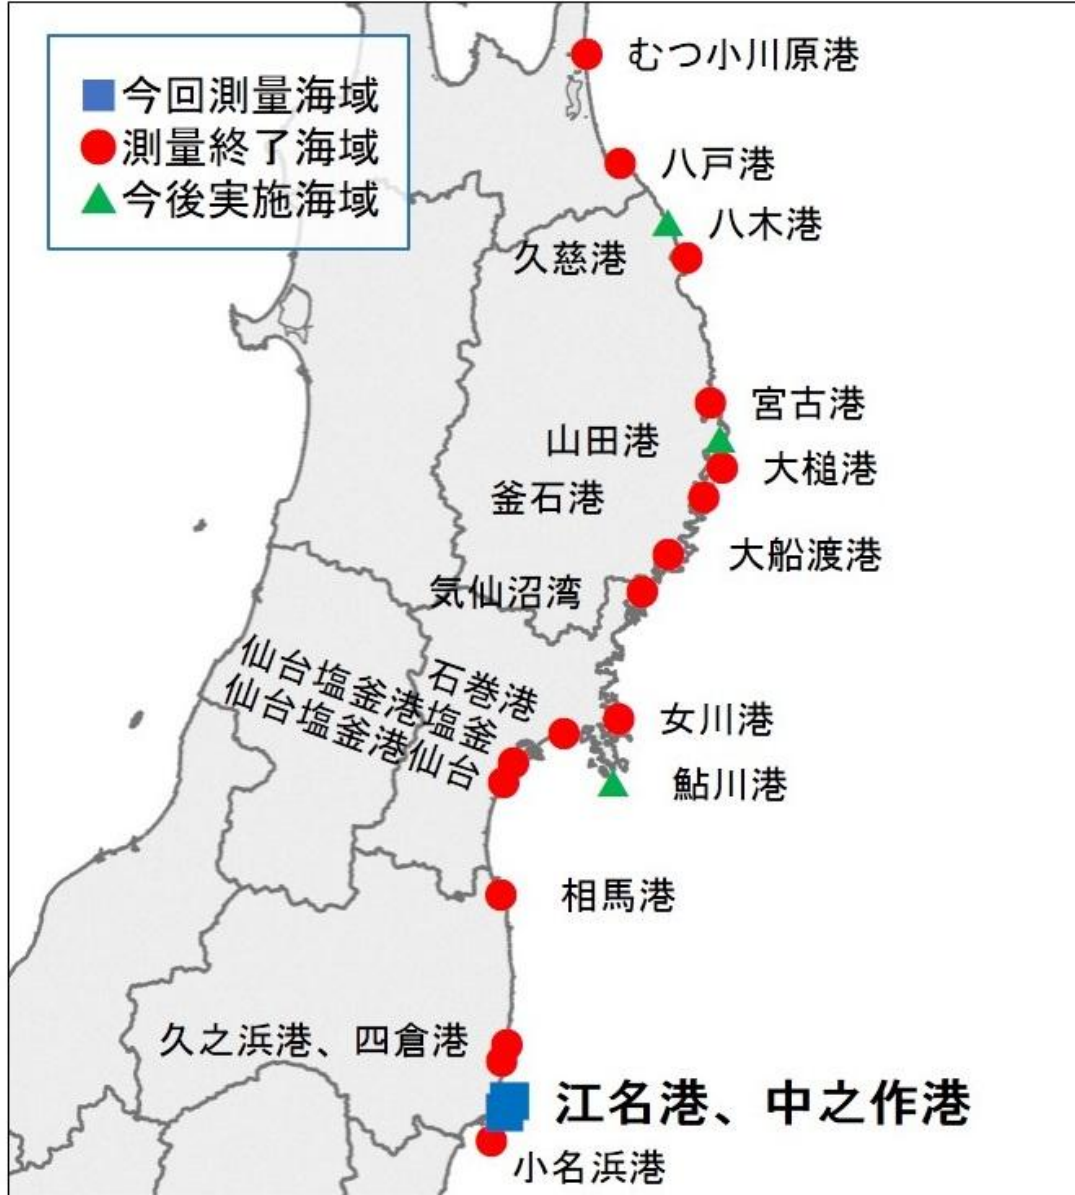 今回測量海域
測量終了海域
今後実施海域
むつ小川原港
八戸港
八木港
久慈港
宮古港
山田港
大槌港
釜石港
大船渡港
気仙沼湾
石巻港
仙台塩釜港塩釜
仙台塩釜港仙台
女川港
鮎川港
相馬港
久之浜港、四倉港
江名港、中之作港
小名浜港